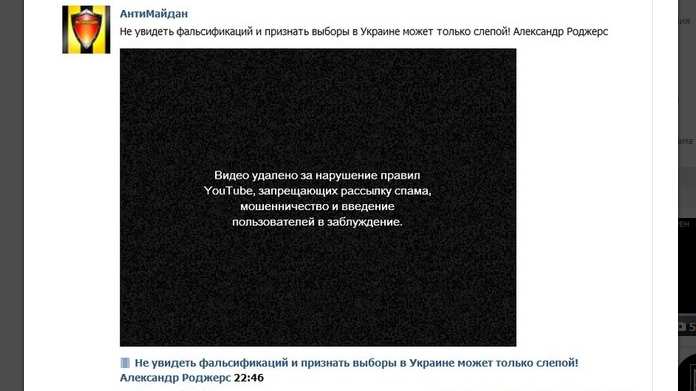 АнтиМайдан
Не увидеть фальсификаций и признать выборы в Украине может только слепой! Александр Роджерс
Видео удалено за нарушение правил
YouTube, запрещающих рассылку спама,
мошенничество и введение
пользователей в заблуждение.
Не увидеть фальсификаций и признать выборы в Украине может только слепой!
Александр Роджерс 22:46